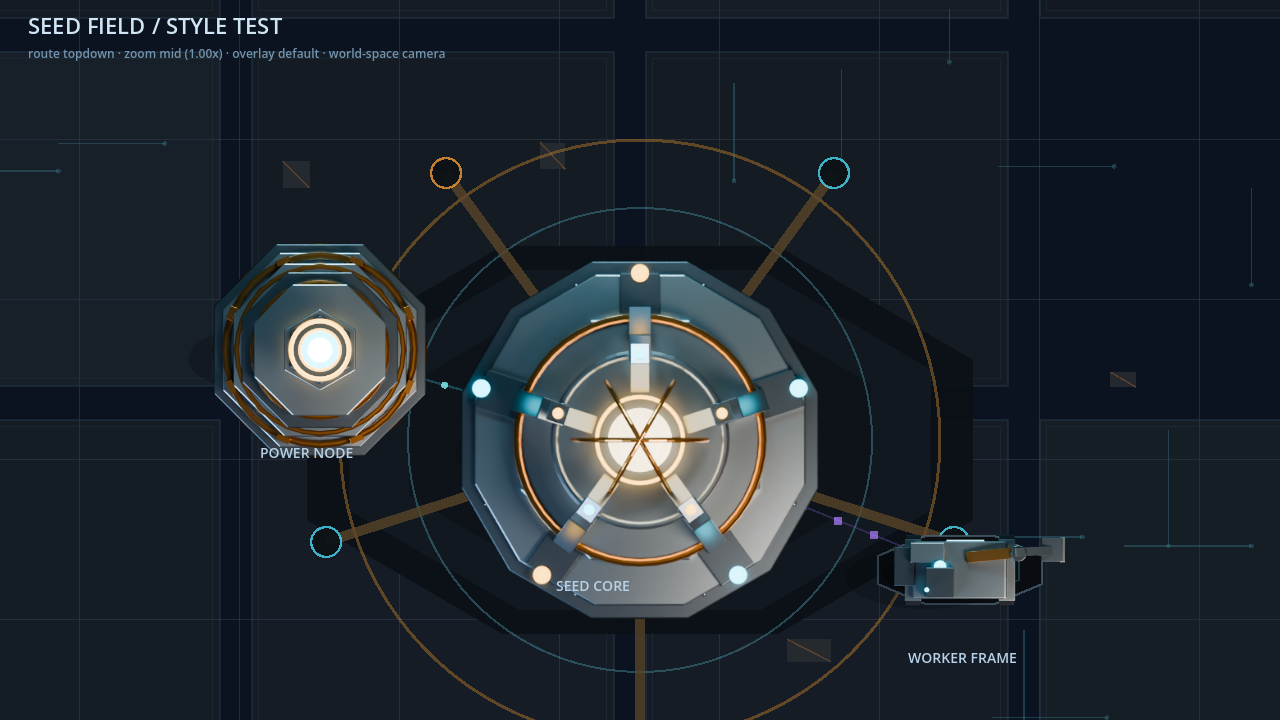 SEED FIELD / STYLE TEST
route topdown · zoom mid (1.00x) · overlay default · world-space camera
POWER NODE
SEED CORE
WORKER FRAME